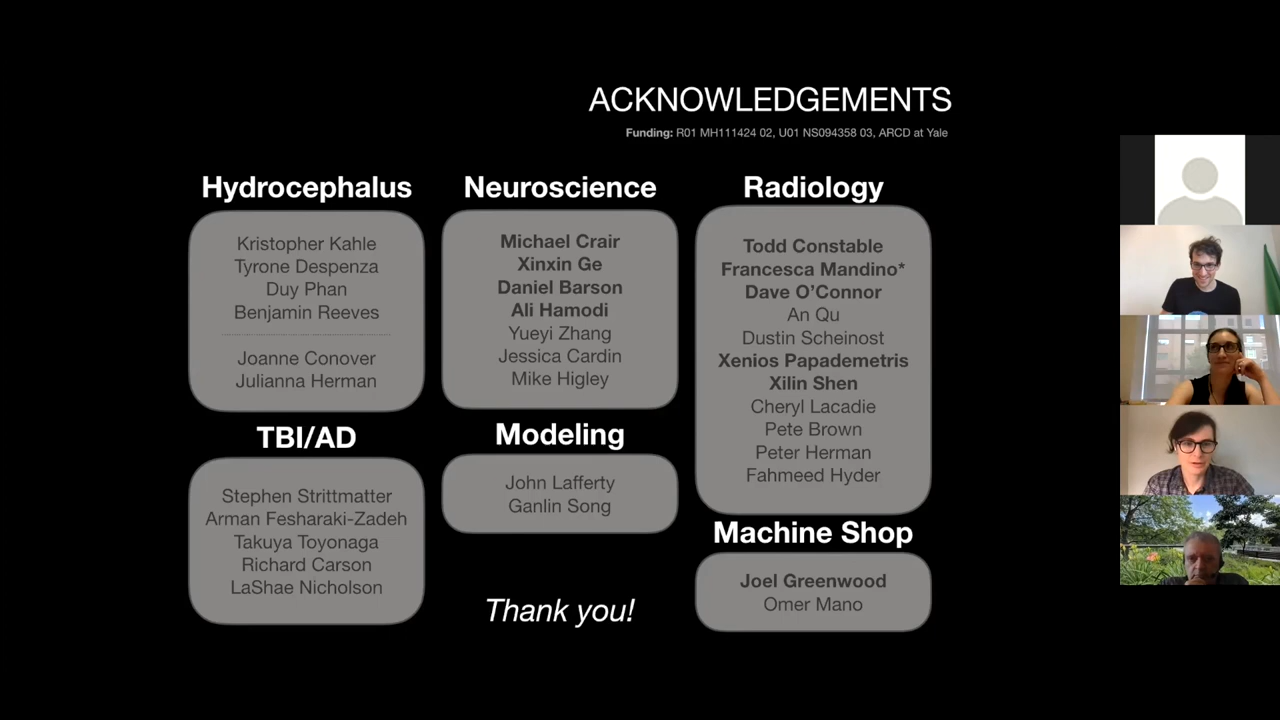 ACKNOWLEDGEMENTS
Funding: R01 MH111424 02, U01 NS094358 03, ARCD at Yale
Hydrocephalus
Kristopher Kahle
Tyrone Despenza
Duy Phan
Benjamin Reeves
Joanne Conover
Julianna Herman
TBI/AD
Stephen Strittmatter
Arman Fesharaki-Zadeh
Takuya Toyonaga
Richard Carson
LaShae Nicholson
Neuroscience
Michael Crair
Xinxin Ge
Daniel Barson
Ali Hamodi
Yueyi Zhang
Jessica Cardin
Mike Higley
Modeling
John Lafferty
Ganlin Song
Thank you!
Radiology
Todd Constable
Francesca Mandino*
Dave O’Connor
An Qu
Dustin Scheinost
Xenios Papademetris
Xilin Shen
Cheryl Lacadie
Pete Brown
Peter Herman
Fahmeed Hyder
Machine Shop
Joel Greenwood
Omer Mano